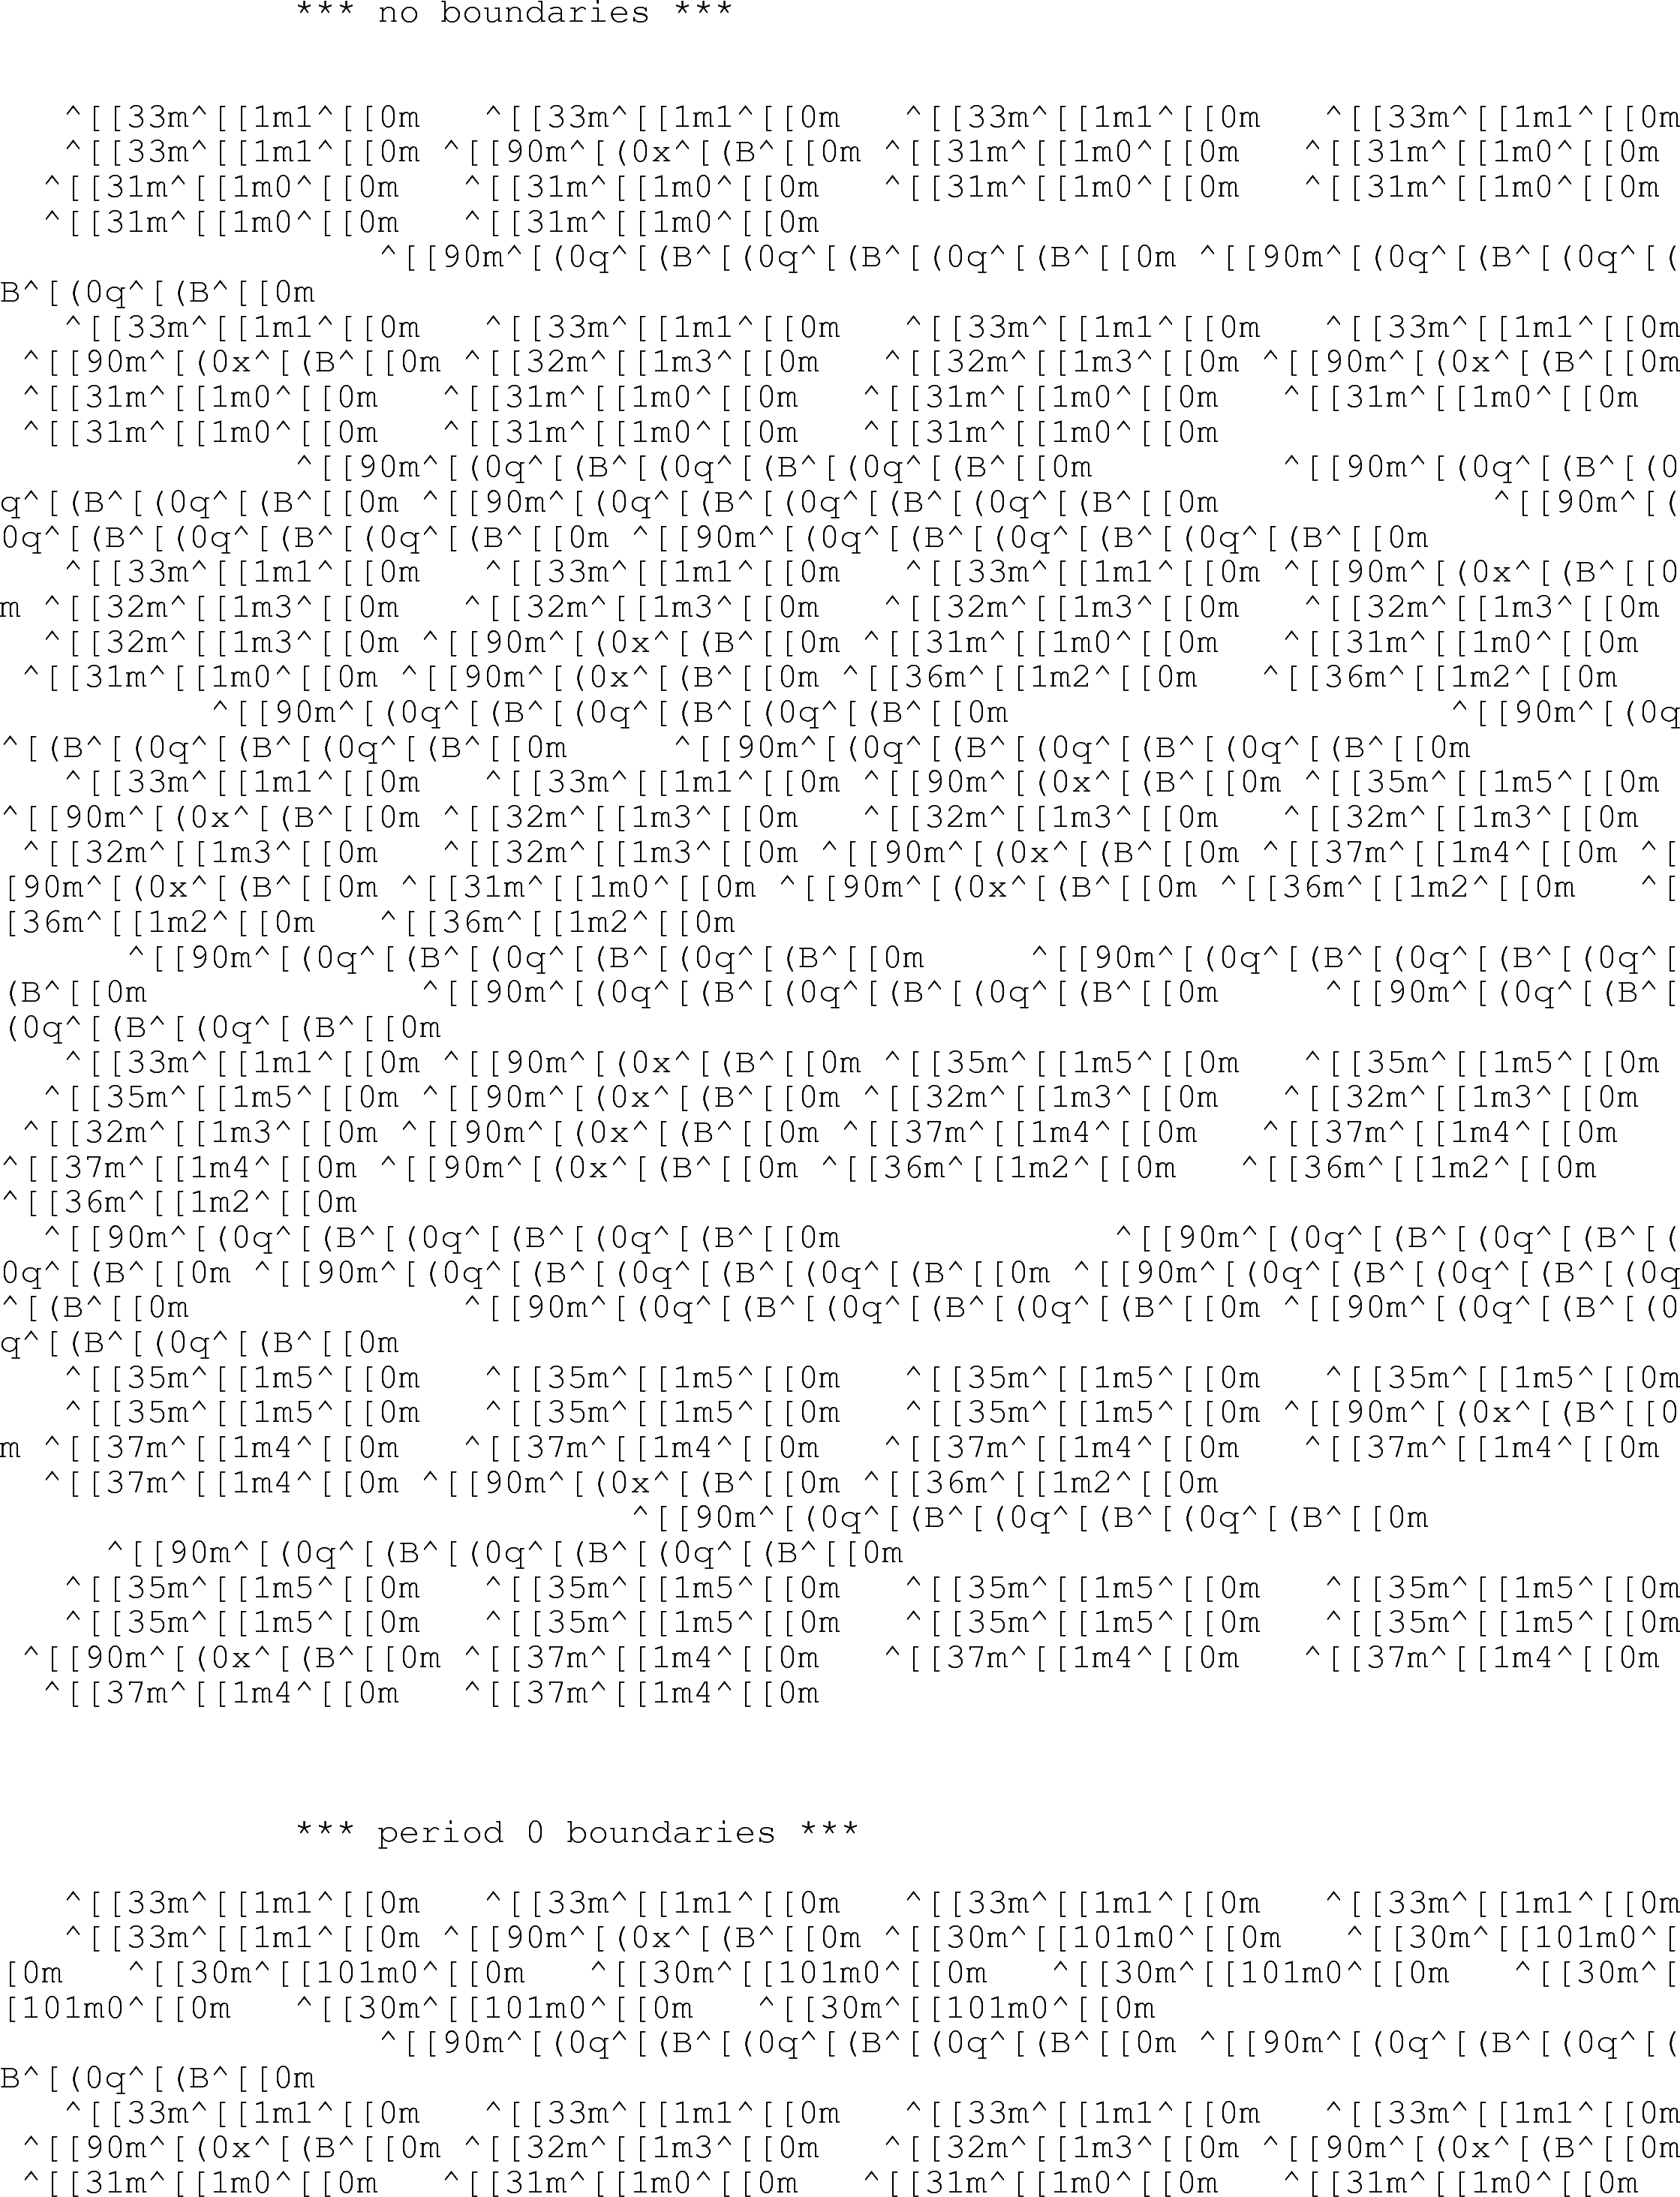 *** no boundaries ***
^[[33m^[[1m1^[[0m   ^[[33m^[[1m1^[[0m   ^[[33m^[[1m1^[[0m   ^[[33m^[[1m1^[[0m
^[[33m^[[1m1^[[0m ^[[90m^[(0x^[(B^[[0m ^[[31m^[[1m0^[[0m   ^[[31m^[[1m0^[[0m
^[[31m^[[1m0^[[0m   ^[[31m^[[1m0^[[0m   ^[[31m^[[1m0^[[0m   ^[[31m^[[1m0^[[0m
^[[31m^[[1m0^[[0m   ^[[31m^[[1m0^[[0m
^[[90m^[(0q^[(B^[(0q^[(B^[(0q^[(B^[[0m ^[[90m^[(0q^[(B^[(0q^[(
B^[(0q^[(B^[[0m
^[[33m^[[1m1^[[0m   ^[[33m^[[1m1^[[0m   ^[[33m^[[1m1^[[0m   ^[[33m^[[1m1^[[0m
^[[90m^[(0x^[(B^[[0m ^[[32m^[[1m3^[[0m   ^[[32m^[[1m3^[[0m ^[[90m^[(0x^[(B^[[0m
^[[31m^[[1m0^[[0m   ^[[31m^[[1m0^[[0m   ^[[31m^[[1m0^[[0m   ^[[31m^[[1m0^[[0m
^[[31m^[[1m0^[[0m   ^[[31m^[[1m0^[[0m   ^[[31m^[[1m0^[[0m
^[[90m^[(0q^[(B^[(0q^[(B^[(0q^[(B^[[0m         ^[[90m^[(0q^[(B^[(0
q^[(B^[(0q^[(B^[[0m ^[[90m^[(0q^[(B^[(0q^[(B^[(0q^[(B^[[0m             ^[[90m^[(
0q^[(B^[(0q^[(B^[(0q^[(B^[[0m ^[[90m^[(0q^[(B^[(0q^[(B^[(0q^[(B^[[0m
^[[33m^[[1m1^[[0m   ^[[33m^[[1m1^[[0m   ^[[33m^[[1m1^[[0m ^[[90m^[(0x^[(B^[[0
m ^[[32m^[[1m3^[[0m   ^[[32m^[[1m3^[[0m   ^[[32m^[[1m3^[[0m   ^[[32m^[[1m3^[[0m
^[[32m^[[1m3^[[0m ^[[90m^[(0x^[(B^[[0m ^[[31m^[[1m0^[[0m   ^[[31m^[[1m0^[[0m
^[[31m^[[1m0^[[0m ^[[90m^[(0x^[(B^[[0m ^[[36m^[[1m2^[[0m   ^[[36m^[[1m2^[[0m
^[[90m^[(0q^[(B^[(0q^[(B^[(0q^[(B^[[0m                     ^[[90m^[(0q
^[(B^[(0q^[(B^[(0q^[(B^[[0m     ^[[90m^[(0q^[(B^[(0q^[(B^[(0q^[(B^[[0m
^[[33m^[[1m1^[[0m   ^[[33m^[[1m1^[[0m ^[[90m^[(0x^[(B^[[0m ^[[35m^[[1m5^[[0m
^[[90m^[(0x^[(B^[[0m ^[[32m^[[1m3^[[0m   ^[[32m^[[1m3^[[0m   ^[[32m^[[1m3^[[0m
^[[32m^[[1m3^[[0m   ^[[32m^[[1m3^[[0m ^[[90m^[(0x^[(B^[[0m ^[[37m^[[1m4^[[0m ^[
[90m^[(0x^[(B^[[0m ^[[31m^[[1m0^[[0m ^[[90m^[(0x^[(B^[[0m ^[[36m^[[1m2^[[0m   ^[
[36m^[[1m2^[[0m   ^[[36m^[[1m2^[[0m
^[[90m^[(0q^[(B^[(0q^[(B^[(0q^[(B^[[0m     ^[[90m^[(0q^[(B^[(0q^[(B^[(0q^[
(B^[[0m             ^[[90m^[(0q^[(B^[(0q^[(B^[(0q^[(B^[[0m     ^[[90m^[(0q^[(B^[
(0q^[(B^[(0q^[(B^[[0m
^[[33m^[[1m1^[[0m ^[[90m^[(0x^[(B^[[0m ^[[35m^[[1m5^[[0m   ^[[35m^[[1m5^[[0m
^[[35m^[[1m5^[[0m ^[[90m^[(0x^[(B^[[0m ^[[32m^[[1m3^[[0m   ^[[32m^[[1m3^[[0m
^[[32m^[[1m3^[[0m ^[[90m^[(0x^[(B^[[0m ^[[37m^[[1m4^[[0m   ^[[37m^[[1m4^[[0m
^[[37m^[[1m4^[[0m ^[[90m^[(0x^[(B^[[0m ^[[36m^[[1m2^[[0m   ^[[36m^[[1m2^[[0m
^[[36m^[[1m2^[[0m
^[[90m^[(0q^[(B^[(0q^[(B^[(0q^[(B^[[0m             ^[[90m^[(0q^[(B^[(0q^[(B^[(
0q^[(B^[[0m ^[[90m^[(0q^[(B^[(0q^[(B^[(0q^[(B^[[0m ^[[90m^[(0q^[(B^[(0q^[(B^[(0q
^[(B^[[0m             ^[[90m^[(0q^[(B^[(0q^[(B^[(0q^[(B^[[0m ^[[90m^[(0q^[(B^[(0
q^[(B^[(0q^[(B^[[0m
^[[35m^[[1m5^[[0m   ^[[35m^[[1m5^[[0m   ^[[35m^[[1m5^[[0m   ^[[35m^[[1m5^[[0m
^[[35m^[[1m5^[[0m   ^[[35m^[[1m5^[[0m   ^[[35m^[[1m5^[[0m ^[[90m^[(0x^[(B^[[0
m ^[[37m^[[1m4^[[0m   ^[[37m^[[1m4^[[0m   ^[[37m^[[1m4^[[0m   ^[[37m^[[1m4^[[0m
^[[37m^[[1m4^[[0m ^[[90m^[(0x^[(B^[[0m ^[[36m^[[1m2^[[0m
^[[90m^[(0q^[(B^[(0q^[(B^[(0q^[(B^[[0m
^[[90m^[(0q^[(B^[(0q^[(B^[(0q^[(B^[[0m
^[[35m^[[1m5^[[0m   ^[[35m^[[1m5^[[0m   ^[[35m^[[1m5^[[0m   ^[[35m^[[1m5^[[0m
^[[35m^[[1m5^[[0m   ^[[35m^[[1m5^[[0m   ^[[35m^[[1m5^[[0m   ^[[35m^[[1m5^[[0m
^[[90m^[(0x^[(B^[[0m ^[[37m^[[1m4^[[0m   ^[[37m^[[1m4^[[0m   ^[[37m^[[1m4^[[0m
^[[37m^[[1m4^[[0m   ^[[37m^[[1m4^[[0m
*** period 0 boundaries ***
^[[33m^[[1m1^[[0m   ^[[33m^[[1m1^[[0m   ^[[33m^[[1m1^[[0m   ^[[33m^[[1m1^[[0m
^[[33m^[[1m1^[[0m ^[[90m^[(0x^[(B^[[0m ^[[30m^[[101m0^[[0m   ^[[30m^[[101m0^[
[0m   ^[[30m^[[101m0^[[0m   ^[[30m^[[101m0^[[0m   ^[[30m^[[101m0^[[0m   ^[[30m^[
[101m0^[[0m   ^[[30m^[[101m0^[[0m   ^[[30m^[[101m0^[[0m
^[[90m^[(0q^[(B^[(0q^[(B^[(0q^[(B^[[0m ^[[90m^[(0q^[(B^[(0q^[(
B^[(0q^[(B^[[0m
^[[33m^[[1m1^[[0m   ^[[33m^[[1m1^[[0m   ^[[33m^[[1m1^[[0m   ^[[33m^[[1m1^[[0m
^[[90m^[(0x^[(B^[[0m ^[[32m^[[1m3^[[0m   ^[[32m^[[1m3^[[0m ^[[90m^[(0x^[(B^[[0m
^[[31m^[[1m0^[[0m   ^[[31m^[[1m0^[[0m   ^[[31m^[[1m0^[[0m   ^[[31m^[[1m0^[[0m